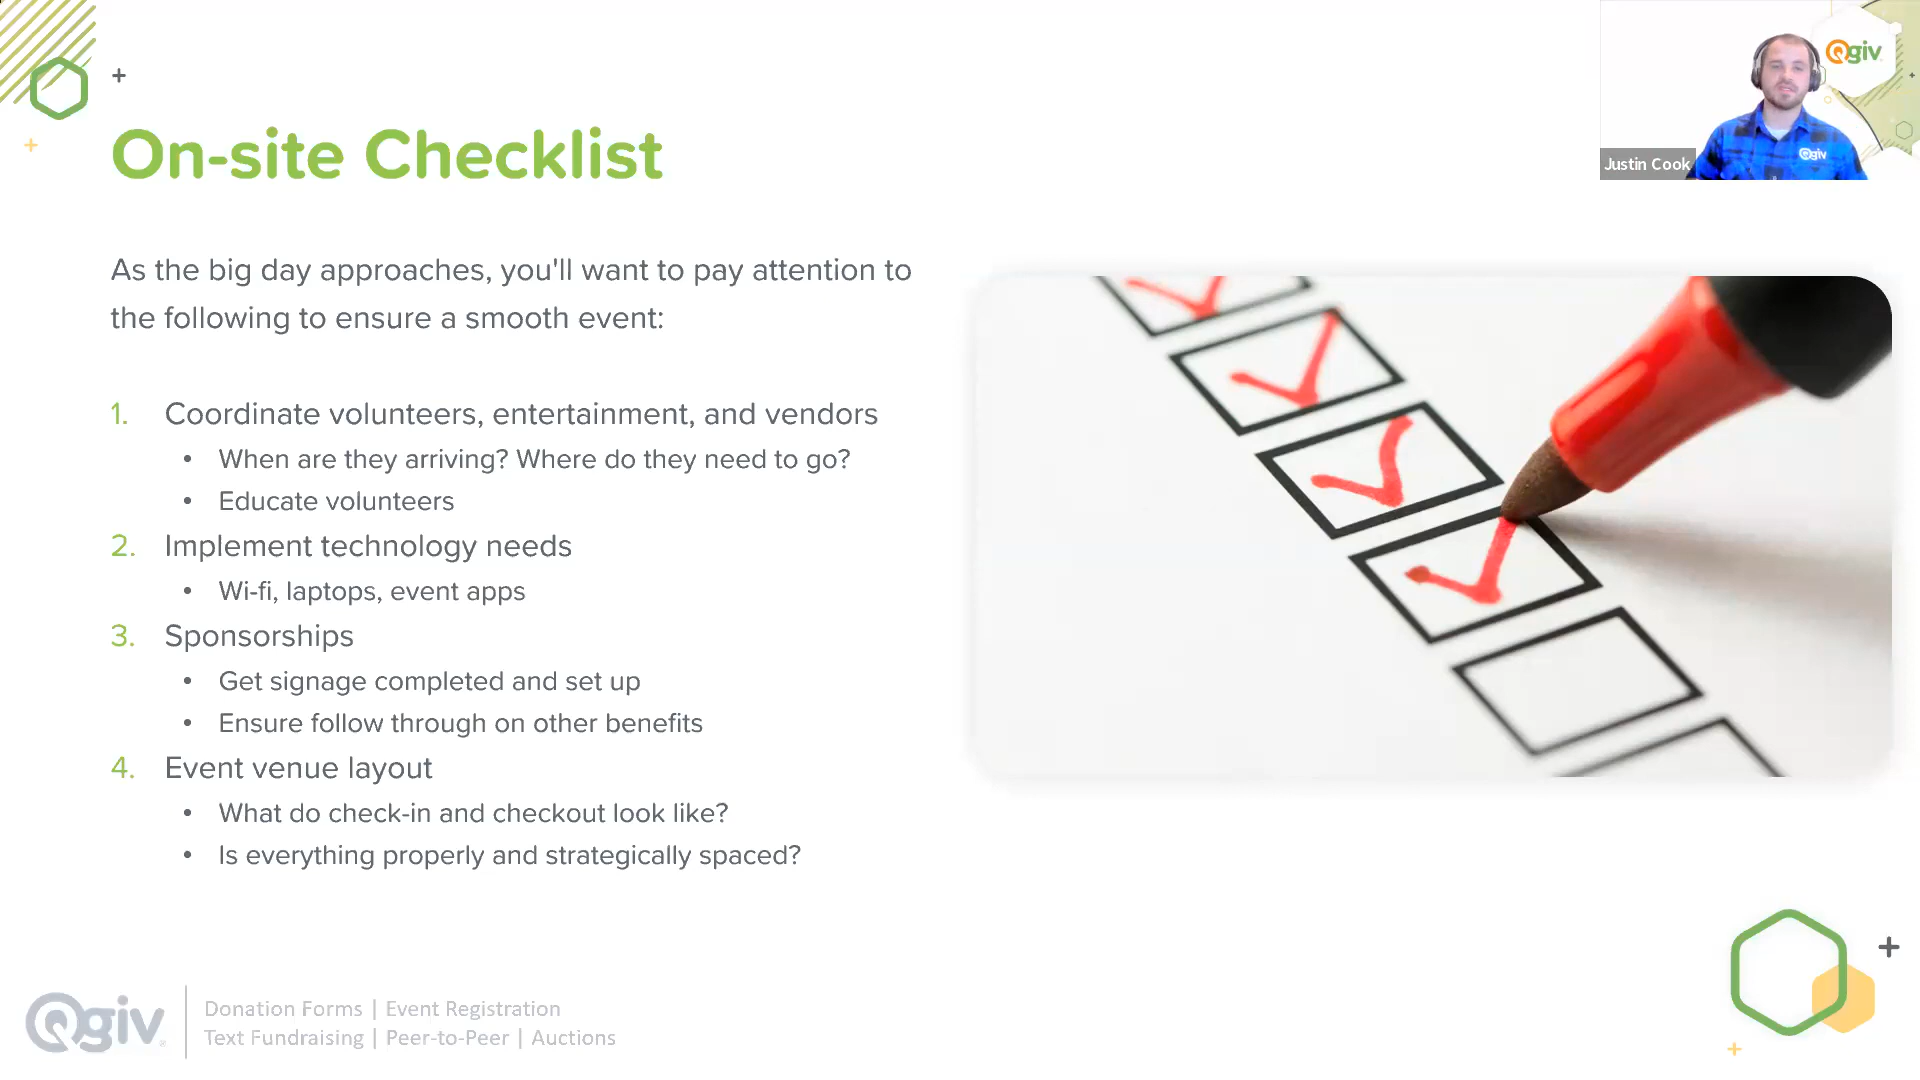 Qgiv
Qgiv
Justin Cook
On-site Checklist
As the big day approaches, you'll want to pay attention to
the following to ensure a smooth event:
1. Coordinate volunteers, entertainment, and vendors
• When are they arriving? Where do they need to go?
• Educate volunteers
2. Implement technology needs
• Wi-fi, laptops, event apps
3. Sponsorships
• Get signage completed and set up
• Ensure follow through on other benefits
4. Event venue layout
• What do check-in and checkout look like?
• Is everything properly and strategically spaced?
Qgiv
Donation Forms | Event Registration
Text Fundraising | Peer-to-Peer | Auctions